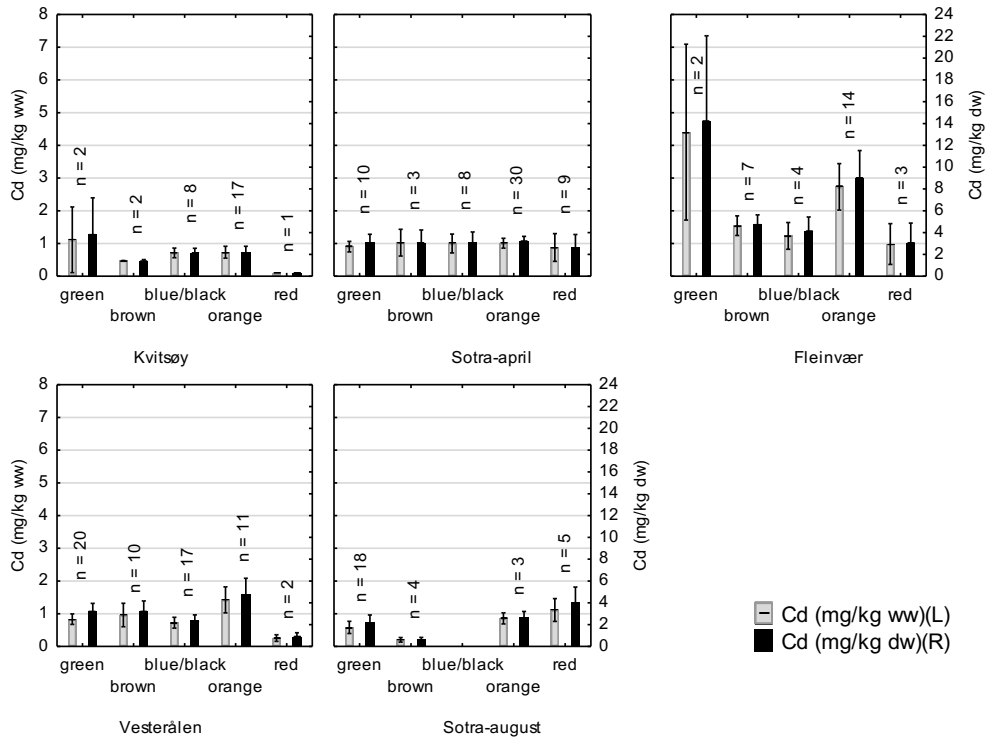 Cd (mg/kg ww)
8
7
6
5
4
3
2
1
0
n = 2
n = 2
n = 8
n = 17
n = 1
green
blue/black
red
brown
orange
Kvitsøy
n = 10
n = 3
n = 8
n = 30
n = 9
green
blue/black
red
brown
orange
Sotra-april
n = 2
n = 7
n = 4
n = 14
n = 3
24
22
20
18
16
14
12
10
8
6
4
2
0
Cd (mg/kg dw)
green
blue/black
red
brown
orange
Fleinvær
Cd (mg/kg ww)
8
7
6
5
4
3
2
1
0
n = 20
n = 10
n = 17
n = 11
n = 2
green
blue/black
red
brown
orange
Vesterålen
n = 18
n = 4
n = 3
n = 5
24
22
20
18
16
14
12
10
8
6
4
2
0
Cd (mg/kg dw)
green
blue/black
red
brown
orange
Sotra-august
Cd (mg/kg ww)(L)
Cd (mg/kg dw)(R)